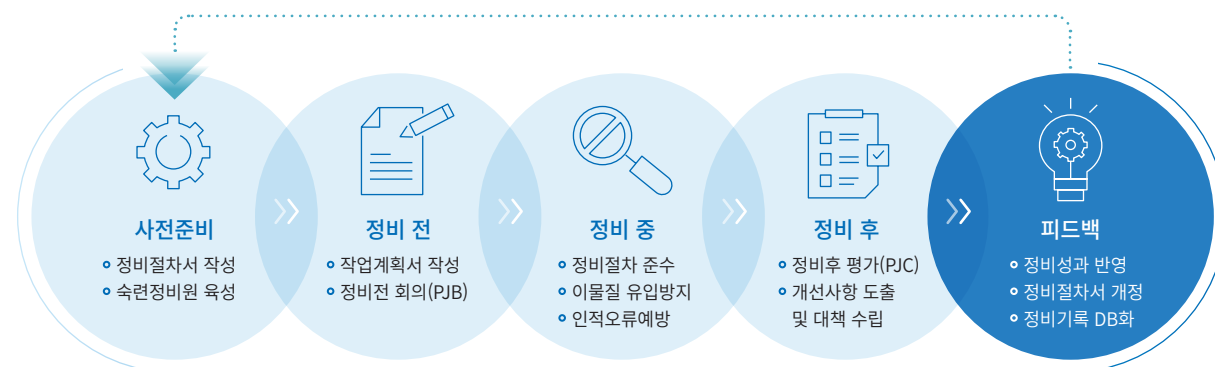 사전준비
정비절차서 작성
숙련정비원 육성
정비 전
작업계획서 작성
정비전 회의(PJB)
정비 중
정비절차 준수
이물질 유입방지
인적오류예방
정비 후
정비후 평가(PJC)
개선사항 도출
및 대책 수립
피드백
정비성과 반영
정비절차서 개정
정비기록 DB화